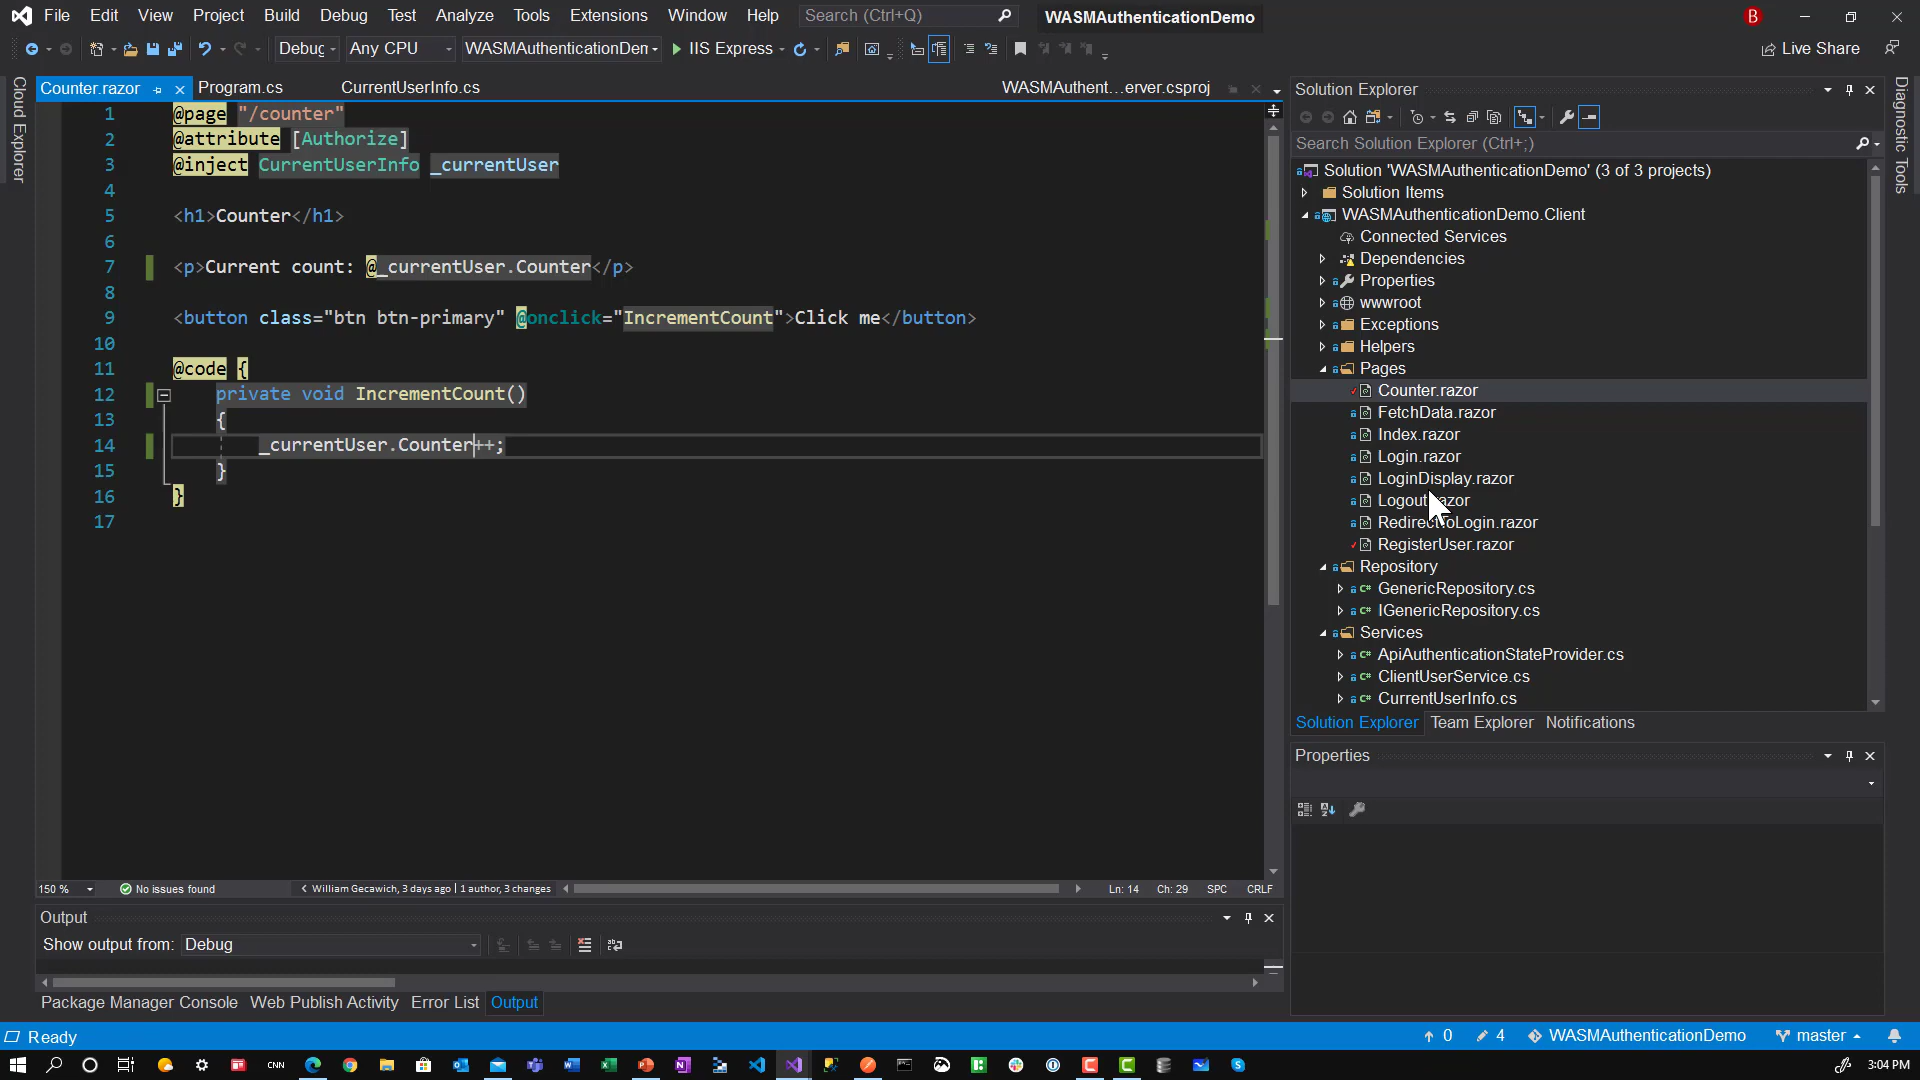 File Edit View Project Build Debug Test Analyze Tools Extensions Window Help Search (Ctrl+Q) WASMAuthenticationDemo B
Debug Any CPU WASMAuthenticationDen IIS Express Live Share
Cloud Explorer
Counter.razor Program.cs CurrentUserInfo.cs WASMAuthent...erver.csproj
1 @page "/counter"
2 @attribute [Authorize]
3 @inject CurrentUserInfo _currentUser
4
5 <h1>Counter</h1>
6
7 <p>Current count: @_currentUser.Counter</p>
8
9 <button class="btn btn-primary" @onclick="IncrementCount">Click me</button>
10
11 @code {
12 private void IncrementCount()
13 {
14 _currentUser.Counter++;
15 }
16 }
17
150 % No issues found William Gecawich, 3 days ago | 1 author, 3 changes Ln: 14 Ch: 29 SPC CRLF
Output
Show output from: Debug
Package Manager Console Web Publish Activity Error List Output
Solution Explorer
Search Solution Explorer (Ctrl+;)
Solution 'WASMAuthenticationDemo' (3 of 3 projects)
Solution Items
WASMAuthenticationDemo.Client
Connected Services
Dependencies
Properties
wwwroot
Exceptions
Helpers
Pages
Counter.razor
FetchData.razor
Index.razor
Login.razor
LoginDisplay.razor
Logout.razor
RedirectToLogin.razor
RegisterUser.razor
Repository
GenericRepository.cs
IGenericRepository.cs
Services
ApiAuthenticationStateProvider.cs
ClientUserService.cs
CurrentUserInfo.cs
Solution Explorer Team Explorer Notifications
Properties
Diagnostic Tools
Ready 0 4 WASMAuthenticationDemo master
CNN 3:04 PM